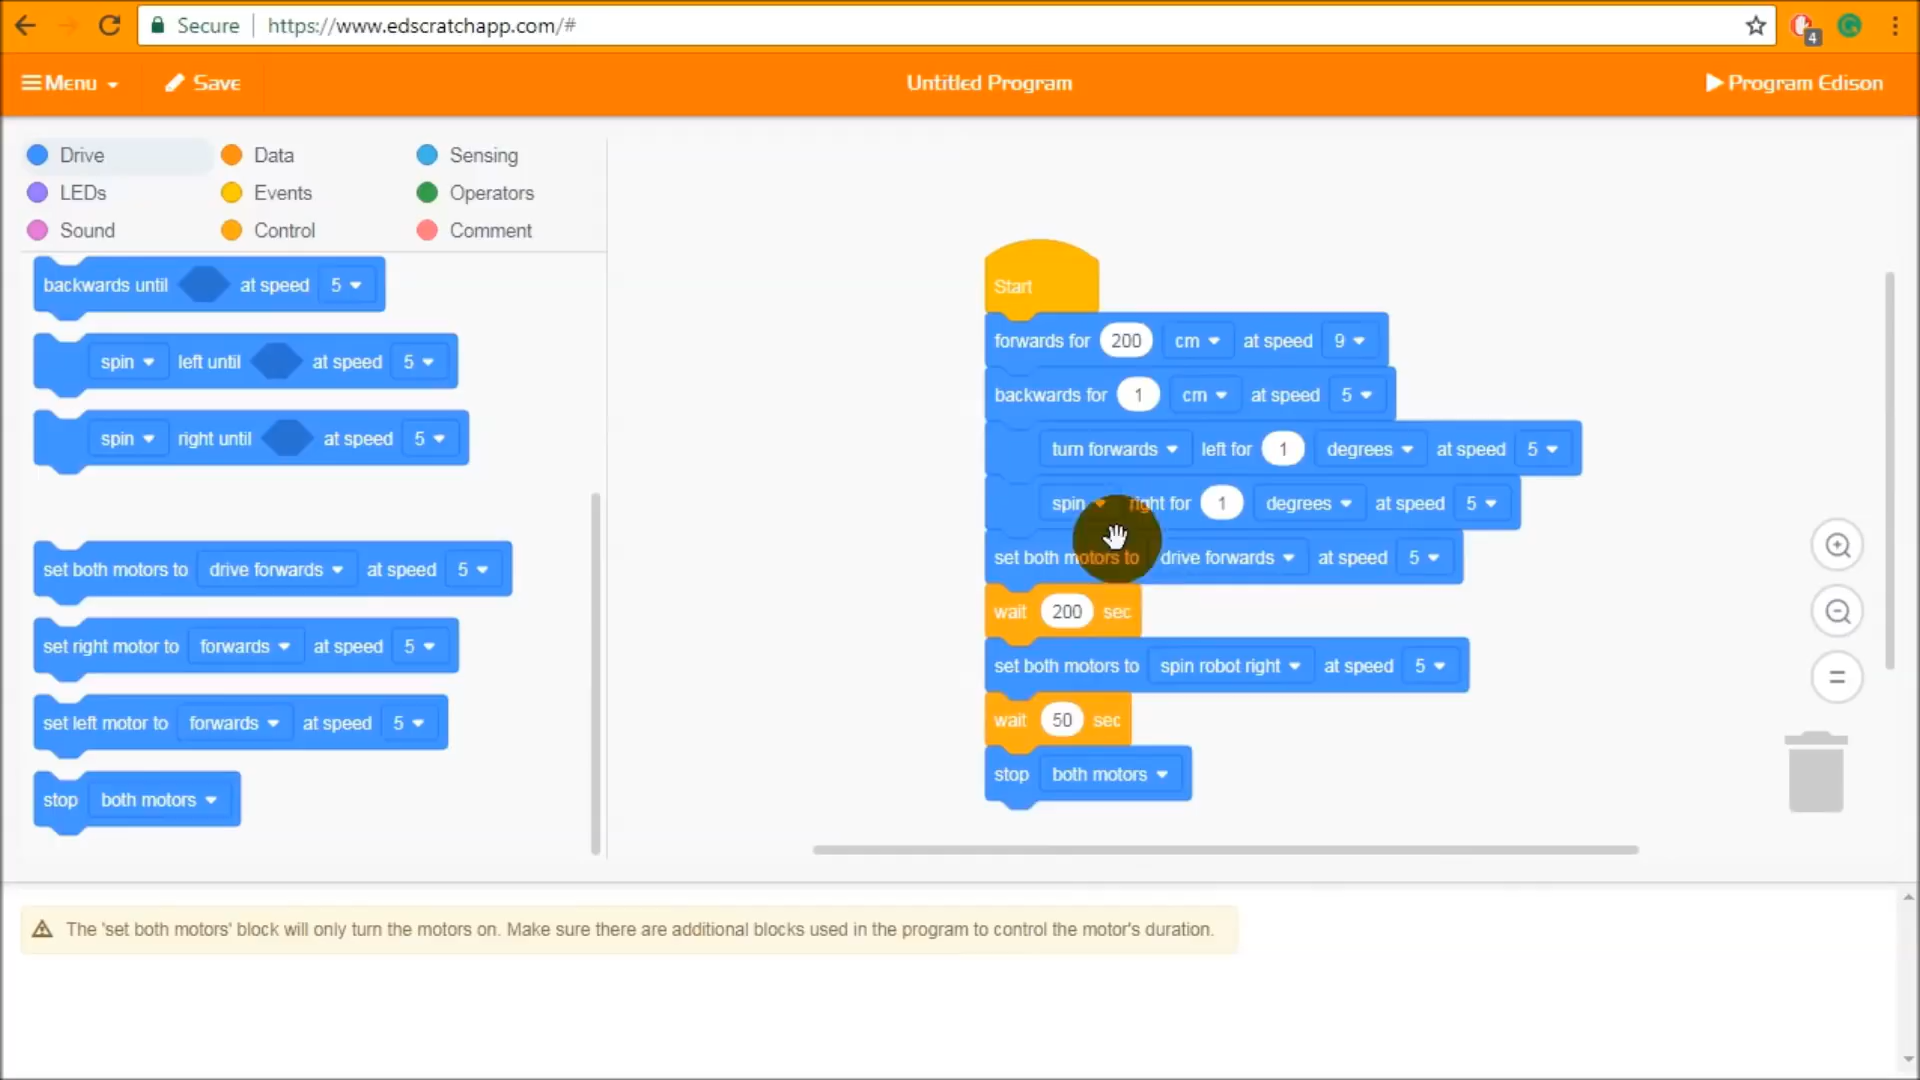 Secure https://www.edscratchapp.com/#
4
Menu Save Untitled Program Program Edison
Drive Data Sensing
LEDs Events Operators
Sound Control Comment
backwards until at speed 5
spin left until at speed 5
spin right until at speed 5
set both motors to drive forwards at speed 5
set right motor to forwards at speed 5
set left motor to forwards at speed 5
stop both motors
Start
forwards for 200 cm at speed 9
backwards for 1 cm at speed 5
turn forwards left for 1 degrees at speed 5
spin right for 1 degrees at speed 5
set both motors to drive forwards at speed 5
wait 200 sec
set both motors to spin robot right at speed 5
wait 50 sec
stop both motors
The 'set both motors' block will only turn the motors on. Make sure there are additional blocks used in the program to control the motor's duration.